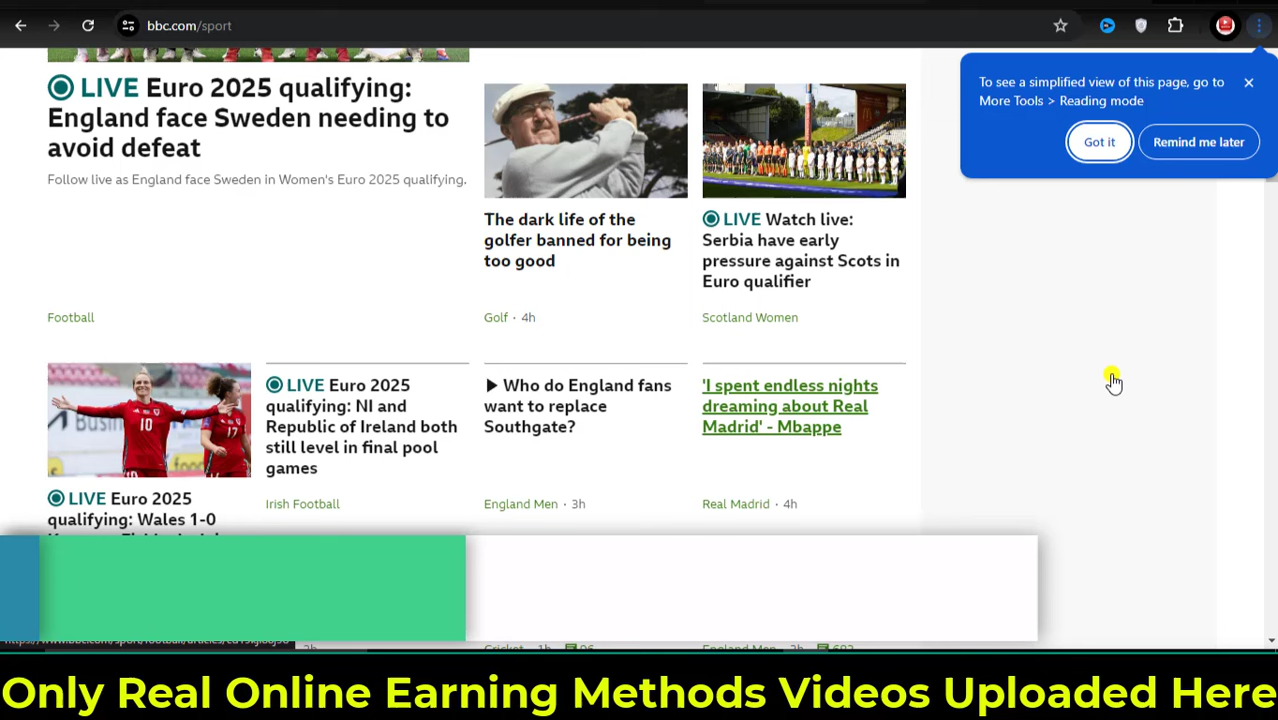 bbc.com/sport
To see a simplified view of this page, go to
More Tools > Reading mode
Got it
Remind me later
LIVE Euro 2025 qualifying:
England face Sweden needing to
avoid defeat
Follow live as England face Sweden in Women's Euro 2025 qualifying.
Football
The dark life of the
golfer banned for being
too good
Golf · 4h
LIVE Watch live:
Serbia have early
pressure against Scots in
Euro qualifier
Scotland Women
10
17
LIVE Euro 2025
qualifying: Wales 1-0
LIVE Euro 2025
qualifying: NI and
Republic of Ireland both
still level in final pool
games
Irish Football
Who do England fans
want to replace
Southgate?
England Men · 3h
'I spent endless nights
dreaming about Real
Madrid' - Mbappe
Real Madrid · 4h
Only Real Online Earning Methods Videos Uploaded Here